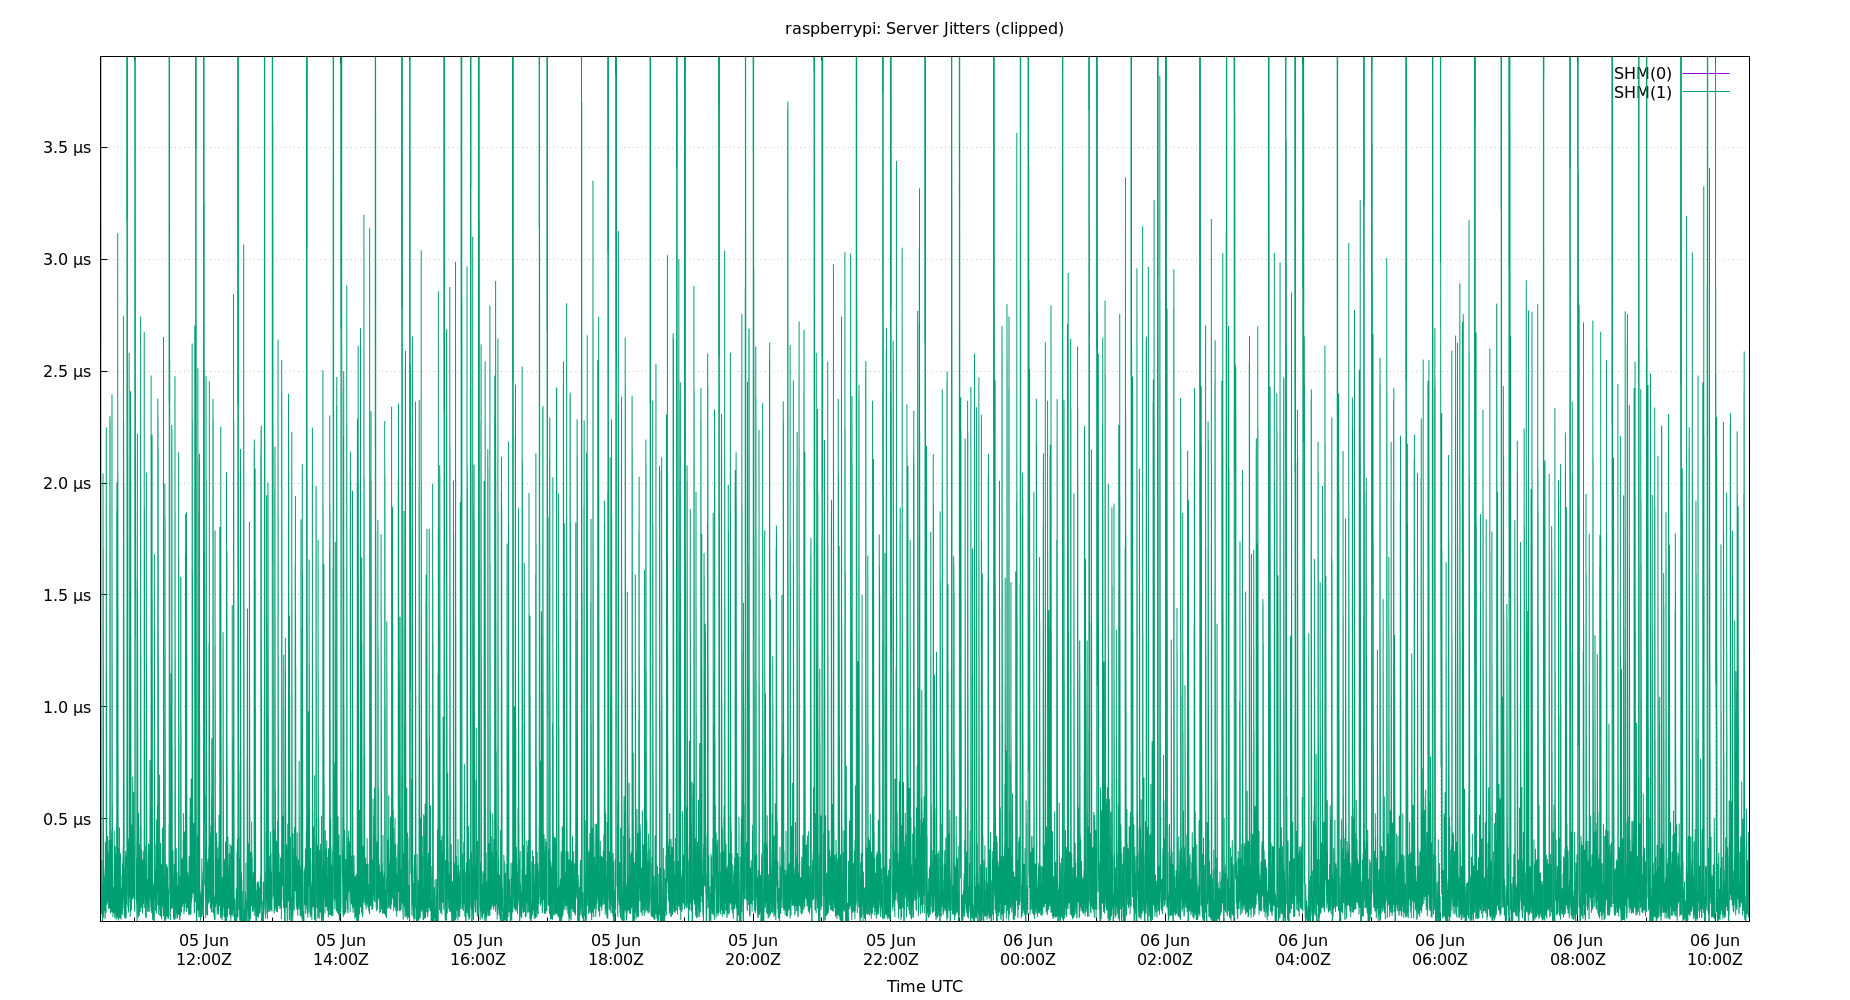 raspberrypi: Server Jitters (clipped)
SHM(0)
SHM(1)
3.5 µs
3.0 µs
2.5 µs
2.0 µs
1.5 µs
1.0 µs
0.5 µs
05 Jun 05 Jun 05 Jun 05 Jun 05 Jun 05 Jun 06 Jun 06 Jun 06 Jun 06 Jun 06 Jun 06 Jun
12:00Z 14:00Z 16:00Z 18:00Z 20:00Z 22:00Z 00:00Z 02:00Z 04:00Z 06:00Z 08:00Z 10:00Z
Time UTC